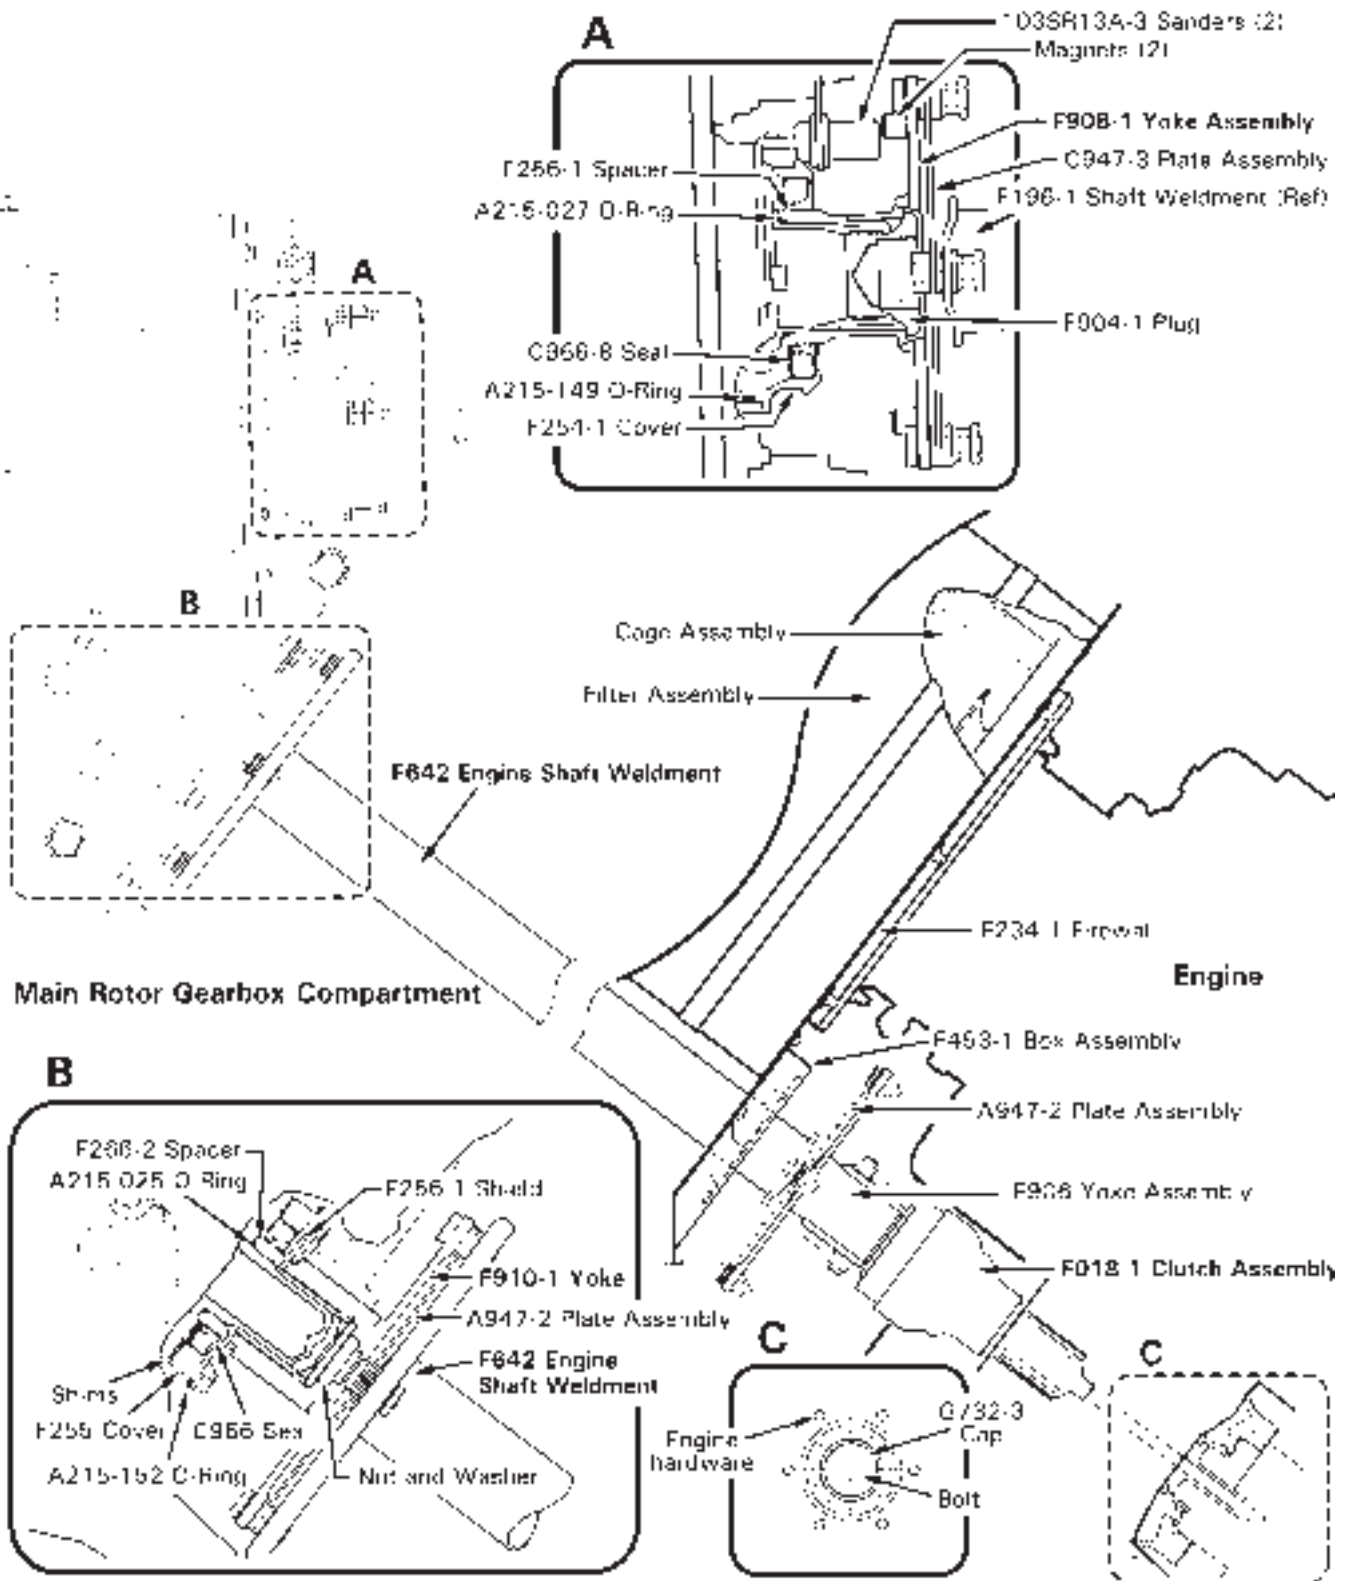 A
Sanders (2)
Magnets (2)
F908-1 Yoke Assembly
C947-3 Plate Assembly
F196-1 Shaft Weldment (Ref)
F256-1 Spacer
A215-027 O-Ring
F904-1 Plug
C966-8 Seal
A215-149 O-Ring
F254-1 Cover
A
B
Cage Assembly
Filter Assembly
F642 Engine Shaft Weldment
F234-1 Firewall
Engine
Main Rotor Gearbox Compartment
F453-1 Box Assembly
A947-2 Plate Assembly
F906 Yoke Assembly
F018-1 Clutch Assembly
B
Spacer
A215-025 O-Ring
F256-1 Shield
F910-1 Yoke
A947-2 Plate Assembly
F642 Engine
Shaft Weldment
Shims
F255 Cover
C966 Seal
A215-152 O-Ring
Nut and Washer
C
G732-3
Cap
Engine
hardware
Bolt
C